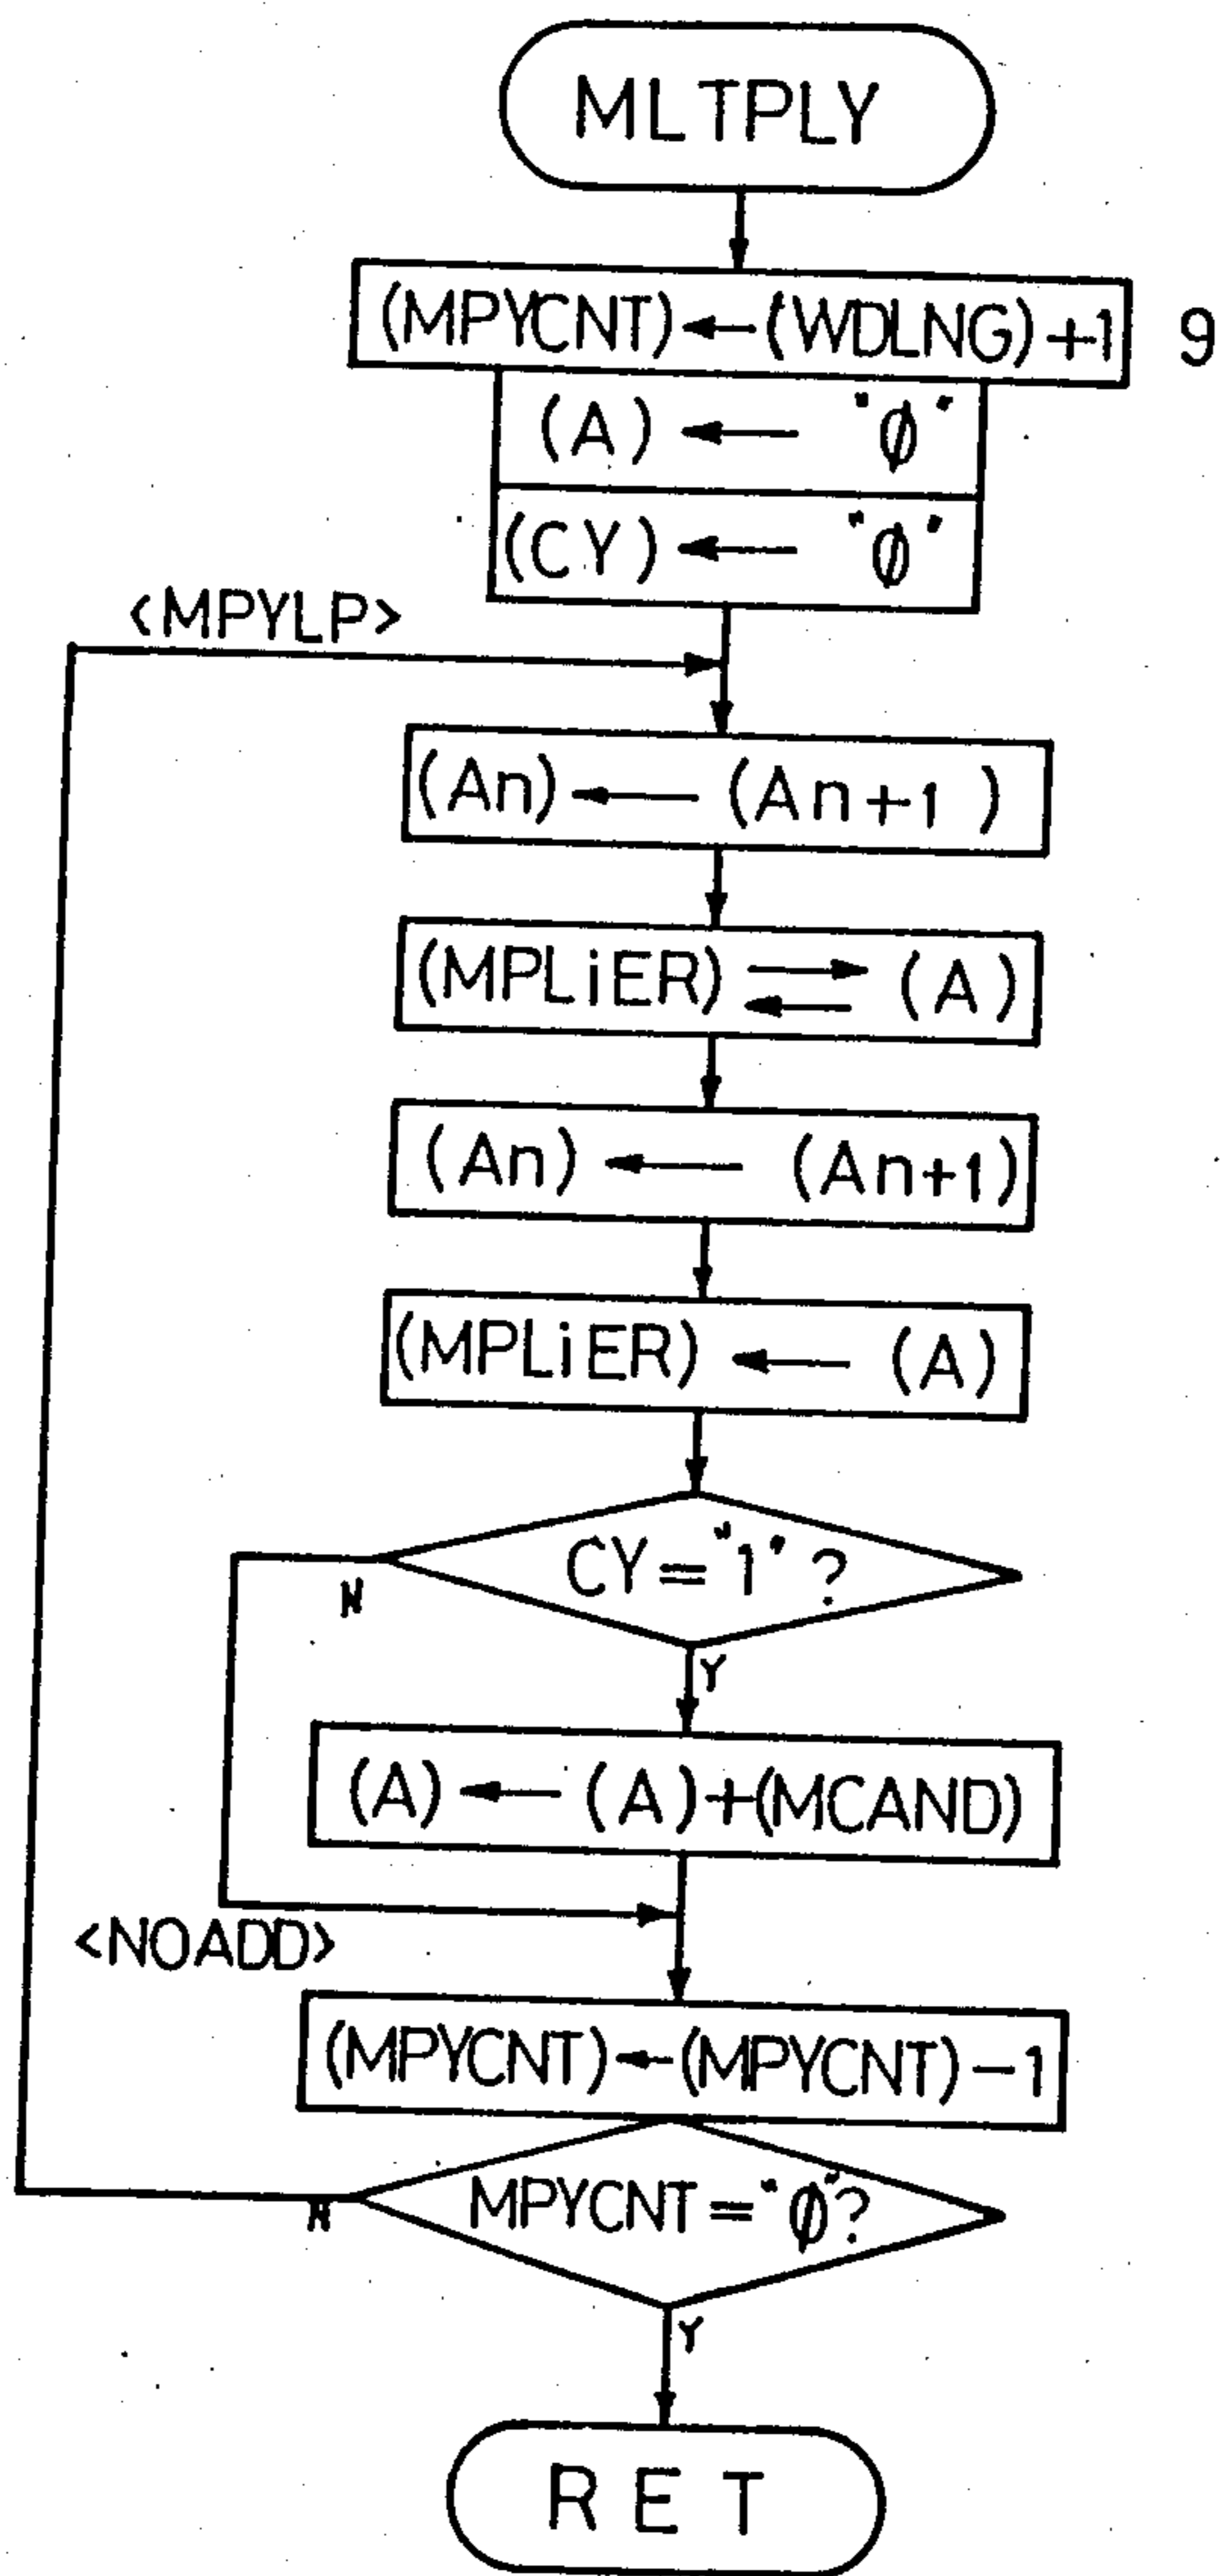 MLTPLY
(MPYCNT) ← (WDLNG) + 1 9
(A) ← "∅"
(CY) ← "∅"
<MPYLP>
(An) ← (An+1 )
(MPLiER) ⇄ (A)
(An) ← (An+1)
(MPLiER) ← (A)
CY = "1" ?
N
Y
(A) ← (A)+(MCAND)
<NOADD>
(MPYCNT)←(MPYCNT)−1
MPYCNT = "∅"?
N
Y
RET